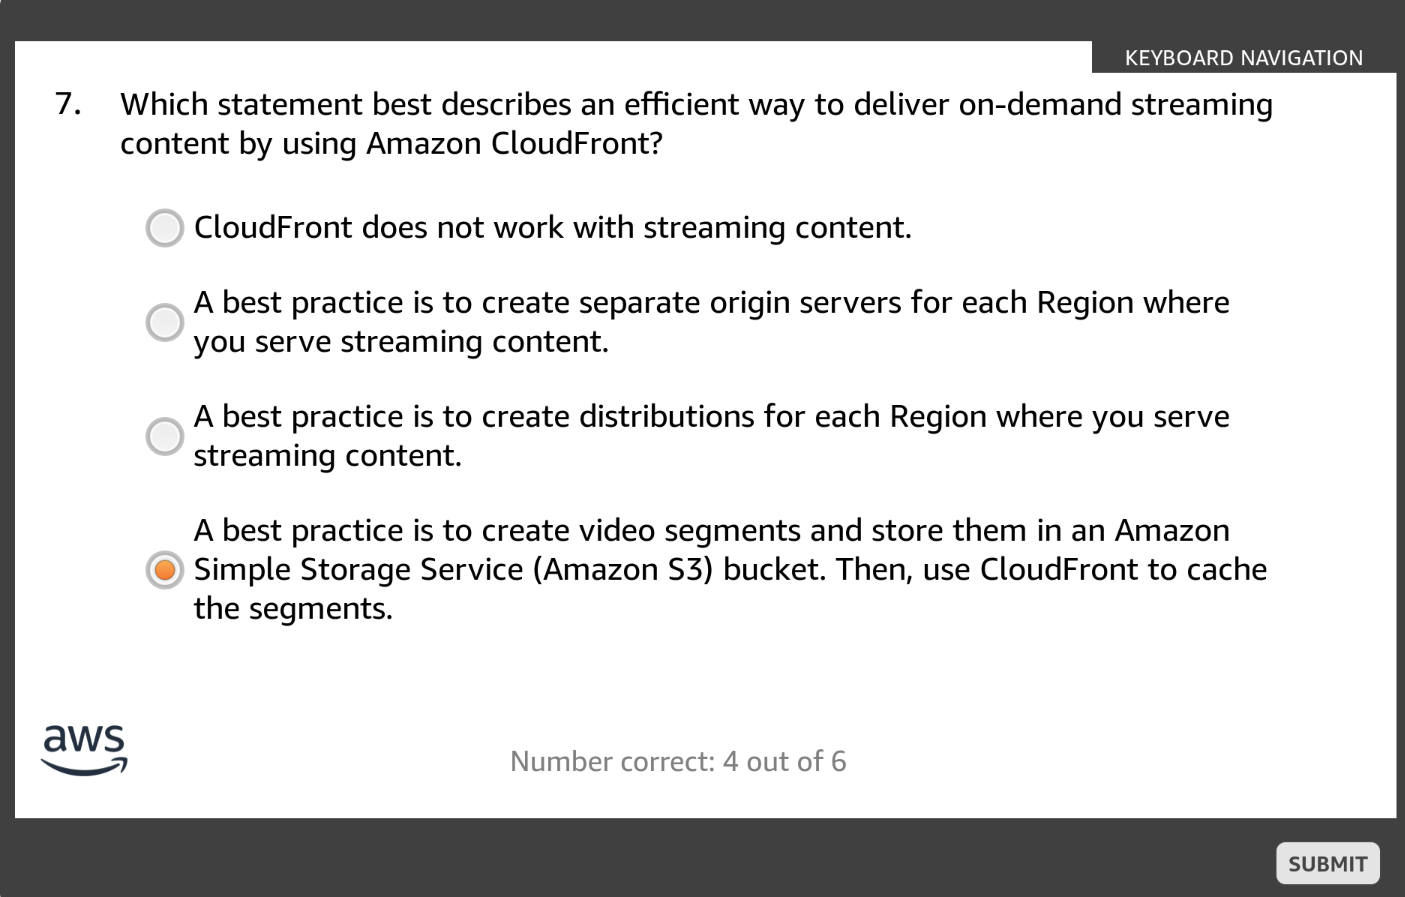 KEYBOARD NAVIGATION
7. Which statement best describes an efficient way to deliver on-demand streaming
content by using Amazon CloudFront?
CloudFront does not work with streaming content.
A best practice is to create separate origin servers for each Region where
you serve streaming content.
A best practice is to create distributions for each Region where you serve
streaming content.
A best practice is to create video segments and store them in an Amazon
Simple Storage Service (Amazon S3) bucket. Then, use CloudFront to cache
the segments.
aws
Number correct: 4 out of 6
SUBMIT